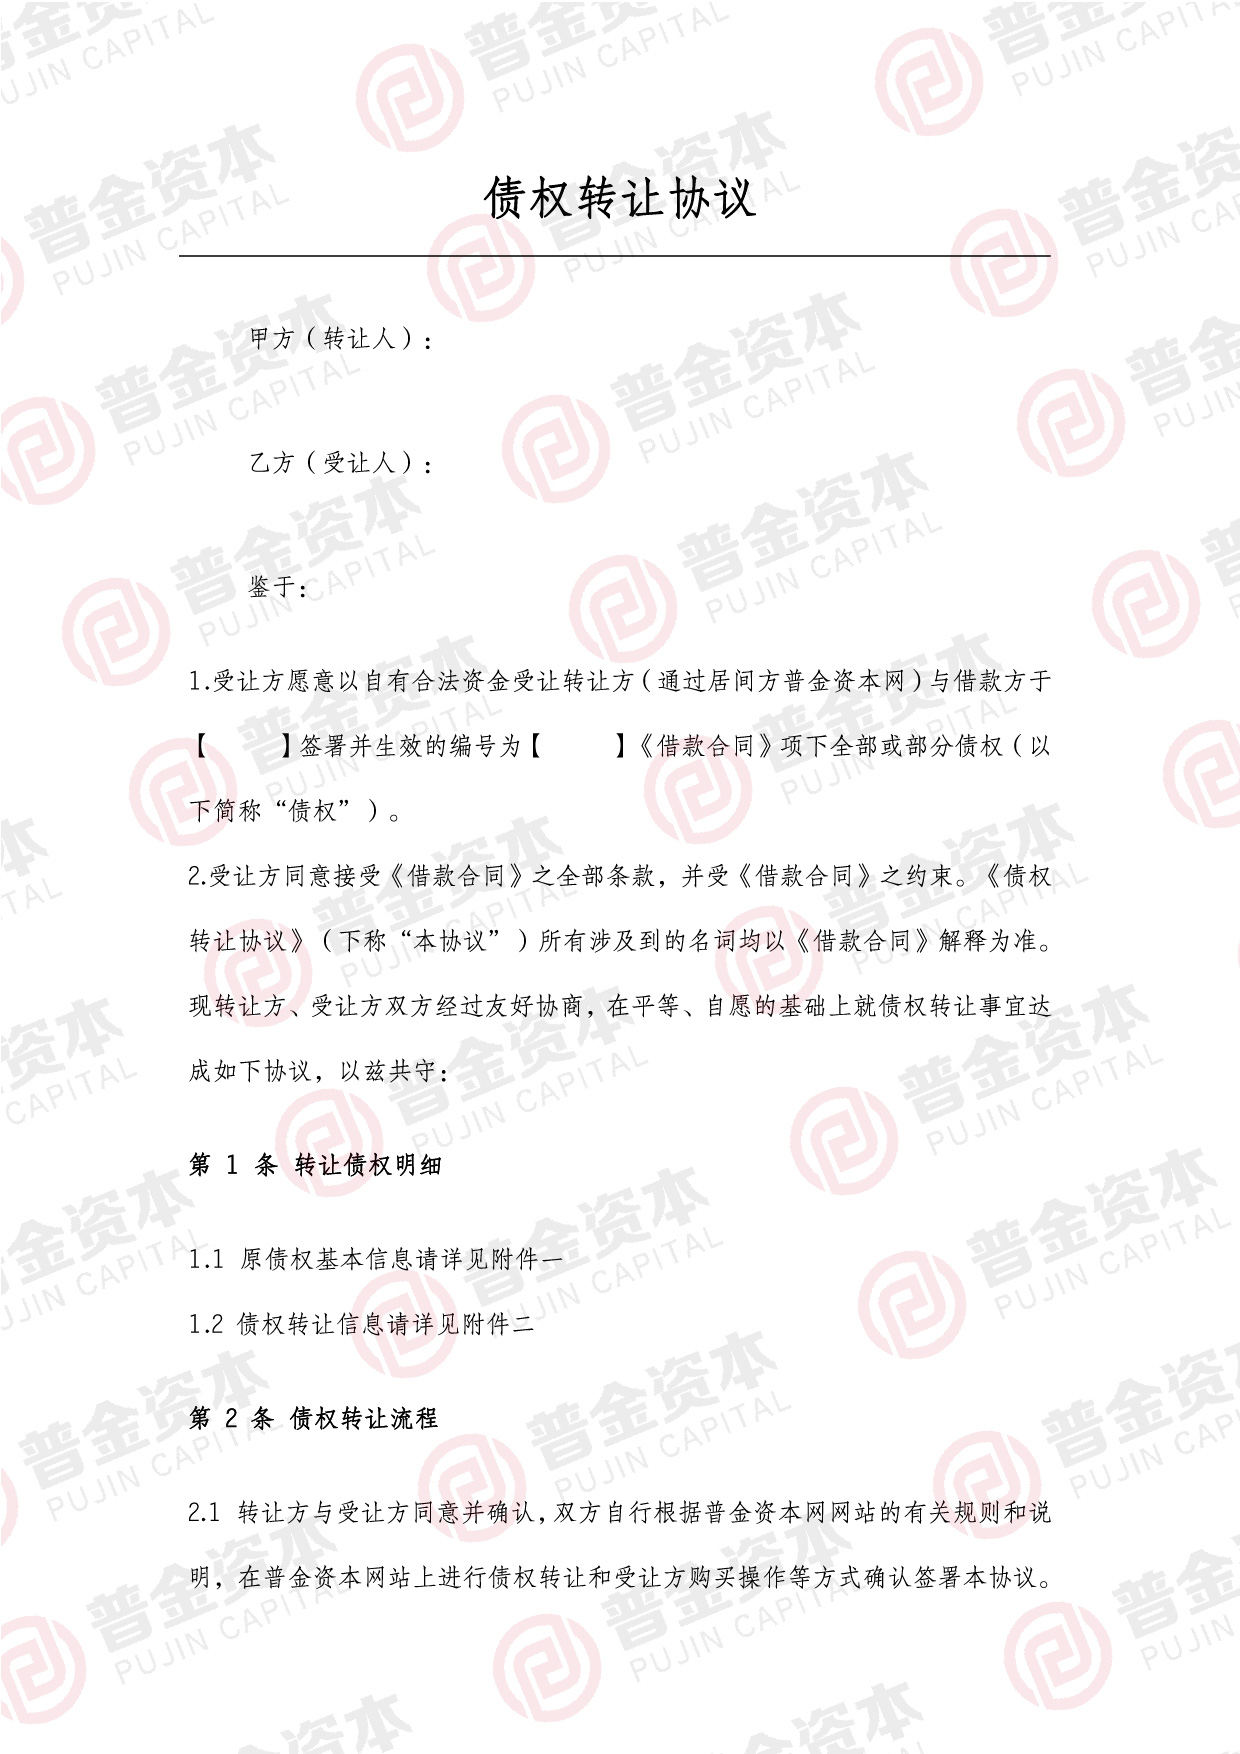 债权转让协议
甲方（转让人）：
乙方（受让人）：
鉴于：
1.受让方愿意以自有合法资金受让转让方（通过居间方普金资本网）与借款方于
【　　　】签署并生效的编号为【　　　】《借款合同》项下全部或部分债权（以
下简称“债权”）。
2.受让方同意接受《借款合同》之全部条款，并受《借款合同》之约束。《债权
转让协议》（下称“本协议”）所有涉及到的名词均以《借款合同》解释为准。
现转让方、受让方双方经过友好协商，在平等、自愿的基础上就债权转让事宜达
成如下协议，以兹共守：
第 1 条 转让债权明细
1.1 原债权基本信息请详见附件一
1.2 债权转让信息请详见附件二
第 2 条 债权转让流程
2.1 转让方与受让方同意并确认，双方自行根据普金资本网网站的有关规则和说
明，在普金资本网站上进行债权转让和受让方购买操作等方式确认签署本协议。
普金资本
PUJIN CAPITAL